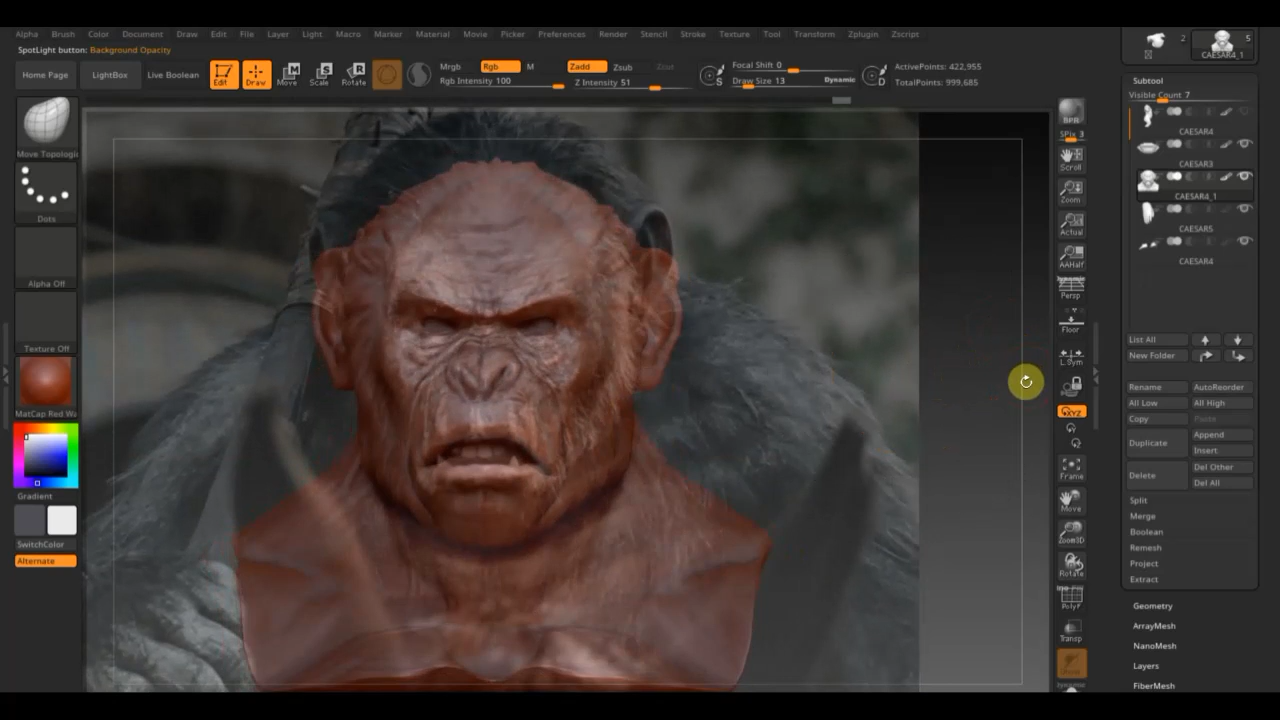 Alpha Brush Color Document Draw Edit File Layer Light Macro Marker Material Movie Picker Preferences Render Stencil Stroke Texture Tool Transform Zplugin Zscript
SpotLight button: Background Opacity
Home Page LightBox Live Boolean Edit Draw Move Scale Rotate
Mrgb Rgb M
Rgb Intensity 100
Zadd Zsub Zcut
Z Intensity 51
S
Focal Shift 0
Draw Size 13 Dynamic
D
ActivePoints: 422,955
TotalPoints: 999,685
2
5
CAESAR4_1
Move Topologic
Dots
Alpha Off
Texture Off
MatCap Red Wa
Gradient
SwitchColor
Alternate
BPR
SPix 3
Scroll
Zoom
Actual
AAHalf
Dynamic
Persp
Floor
L.Sym
XYZ
Frame
Move
Zoom3D
Rotate
PolyF
Transp
Dynamic
Subtool
Visible Count 7
CAESAR4
CAESAR3
CAESAR4_1
CAESAR5
CAESAR4
List All
New Folder
Rename AutoReorder
All Low All High
Copy Paste
Duplicate Append
Insert
Delete Del Other
Del All
Split
Merge
Boolean
Remesh
Project
Extract
Geometry
ArrayMesh
NanoMesh
Layers
FiberMesh